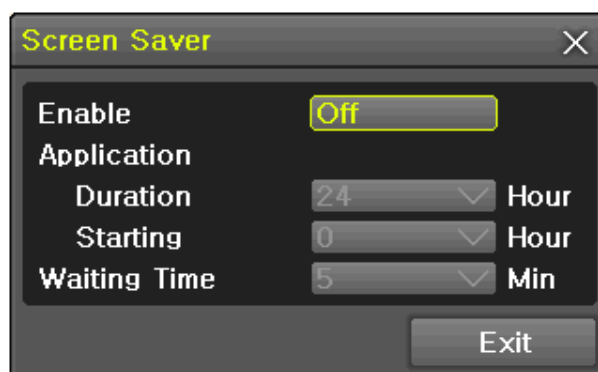 Screen Saver
Enable Off
Application
Duration 24 Hour
Starting 0 Hour
Waiting Time 5 Min
Exit